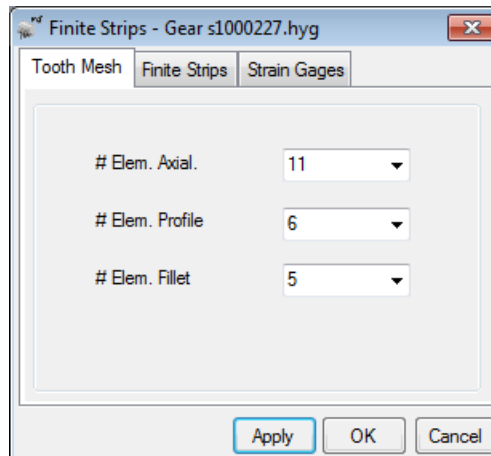 Finite Strips - Gear s1000227.hyg
Tooth Mesh Finite Strips Strain Gages
# Elem. Axial. 11
# Elem. Profile 6
# Elem. Fillet 5
Apply OK Cancel